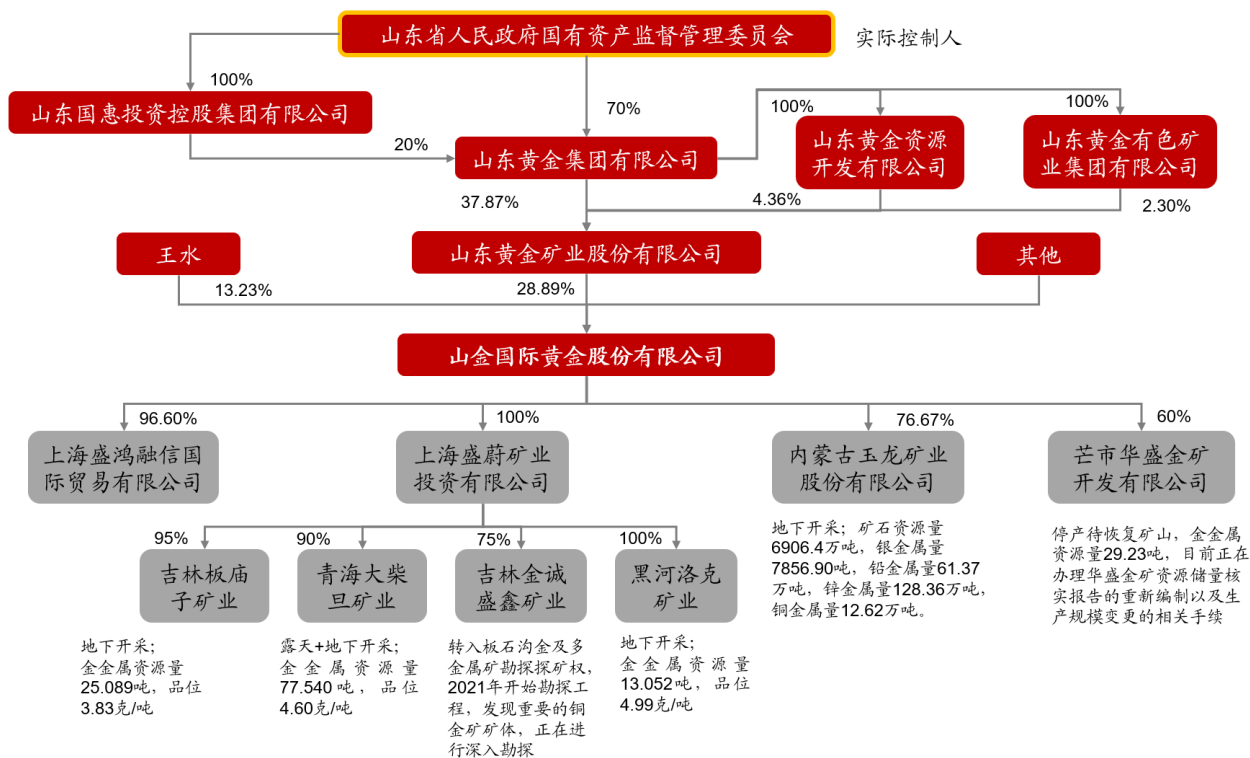 山东省人民政府国有资产监督管理委员会
实际控制人
100%
山东国惠投资控股集团有限公司
70%
100%
100%
20%
山东黄金集团有限公司
山东黄金资源
开发有限公司
山东黄金有色矿
业集团有限公司
37.87%
4.36%
2.30%
王水
山东黄金矿业股份有限公司
其他
13.23%
28.89%
山金国际黄金股份有限公司
96.60%
100%
76.67%
60%
上海盛鸿融信国
际贸易有限公司
上海盛蔚矿业
投资有限公司
内蒙古玉龙矿业
股份有限公司
芒市华盛金矿
开发有限公司
地下开采；矿石资源量
6906.4万吨，银金属量
7856.90吨，铅金属量61.37
万吨，锌金属量128.36万吨，
铜金属量12.62万吨。
停产待恢复矿山，金金属
资源量29.23吨，目前正在
办理华盛金矿资源储量核
实报告的重新编制以及生
产规模变更的相关手续
95%
90%
75%
100%
吉林板庙
子矿业
青海大柴
旦矿业
吉林金诚
盛鑫矿业
黑河洛克
矿业
地下开采；
金金属资源量
25.089吨，品位
3.83克/吨
露天+地下开采；
金金属资源量
77.540吨，品位
4.60克/吨
转入板石沟金及多
金属矿勘探探矿权，
2021年开始勘探工
程，发现重要的铜
金矿矿体，正在进
行深入勘探
地下开采；
金金属资源量
13.052吨，品位
4.99克/吨